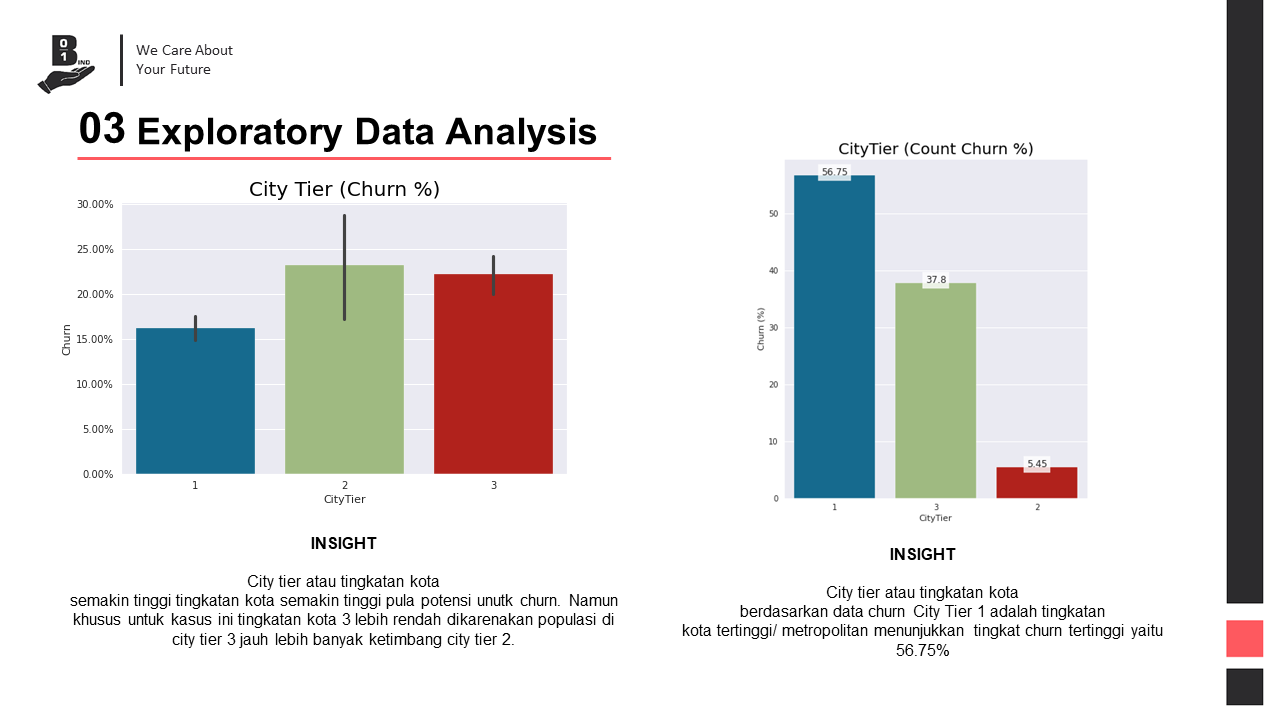 B
0
1
IND
We Care About
Your Future
03 Exploratory Data Analysis
City Tier (Churn %)
30.00%
25.00%
20.00%
15.00%
10.00%
5.00%
0.00%
Churn
1 2 3
CityTier
INSIGHT
City tier atau tingkatan kota
semakin tinggi tingkatan kota semakin tinggi pula potensi unutk churn. Namun
khusus untuk kasus ini tingkatan kota 3 lebih rendah dikarenakan populasi di
city tier 3 jauh lebih banyak ketimbang city tier 2.
CityTier (Count Churn %)
56.75
50
40
37.8
30
20
10
5.45
0
Churn (%)
1 3 2
CityTier
INSIGHT
City tier atau tingkatan kota
berdasarkan data churn City Tier 1 adalah tingkatan
kota tertinggi/ metropolitan menunjukkan tingkat churn tertinggi yaitu
56.75%